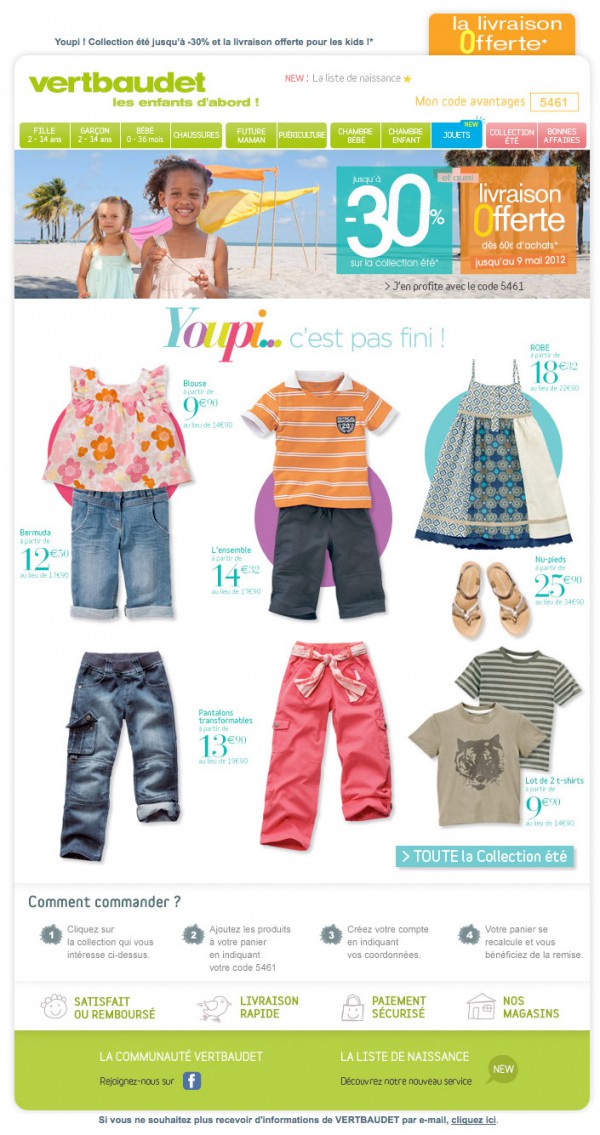 Youpi ! Collection été jusqu'à -30% et la livraison offerte pour les kids !*
la livraison
Offerte*
vertbaudet
les enfants d'abord !
NEW : La liste de naissance
Mon code avantages 5461
FILLE
2 - 14 ans
GARÇON
2 - 14 ans
BÉBÉ
0 - 36 mois
CHAUSSURES
FUTURE
MAMAN
PUÉRICULTURE
CHAMBRE
BÉBÉ
CHAMBRE
ENFANT
NEW
JOUETS
COLLECTION
ÉTÉ
BONNES
AFFAIRES
jusqu'à
-30%
sur la collection été*
et aussi
livraison
Offerte
dès 60€ d'achats*
jusqu'au 9 mai 2012
> J'en profite avec le code 5461
Youpi... c'est pas fini !
Blouse
à partir de
9€90
au lieu de 14€90
ROBE
à partir de
18€32
au lieu de 22€90
Bermuda
à partir de
12€50
au lieu de 17€90
L'ensemble
à partir de
14€32
au lieu de 17€90
Nu-pieds
à partir de
25€90
au lieu de 34€90
Pantalons
transformables
à partir de
13€90
au lieu de 19€90
Lot de 2 t-shirts
à partir de
9€90
au lieu de 14€90
> TOUTE la Collection été
Comment commander ?
1 Cliquez sur
la collection qui vous
intéresse ci-dessus.
2 Ajoutez les produits
à votre panier
en indiquant
votre code 5461
3 Créez votre compte
en indiquant
vos coordonnées.
4 Votre panier se
recalcule et vous
bénéficiez de la remise.
SATISFAIT
OU REMBOURSÉ
LIVRAISON
RAPIDE
PAIEMENT
SÉCURISÉ
NOS
MAGASINS
LA COMMUNAUTÉ VERTBAUDET
Rejoignez-nous sur f
LA LISTE DE NAISSANCE
Découvrez notre nouveau service
NEW
Si vous ne souhaitez plus recevoir d'informations de VERTBAUDET par e-mail, cliquez ici.